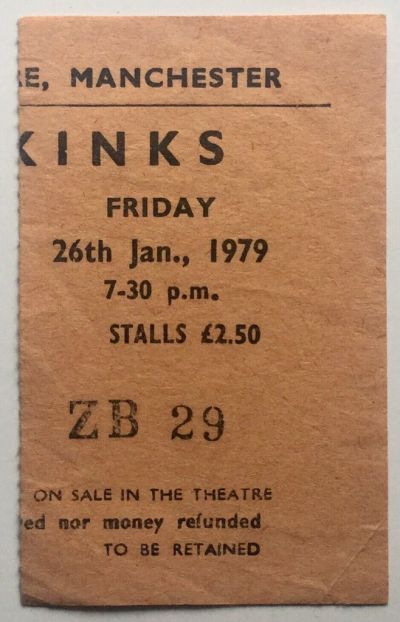 RE, MANCHESTER
KINKS
FRIDAY
26th Jan., 1979
7-30 p.m.
STALLS £2.50
ZB 29
ON SALE IN THE THEATRE
ed nor money refunded
TO BE RETAINED